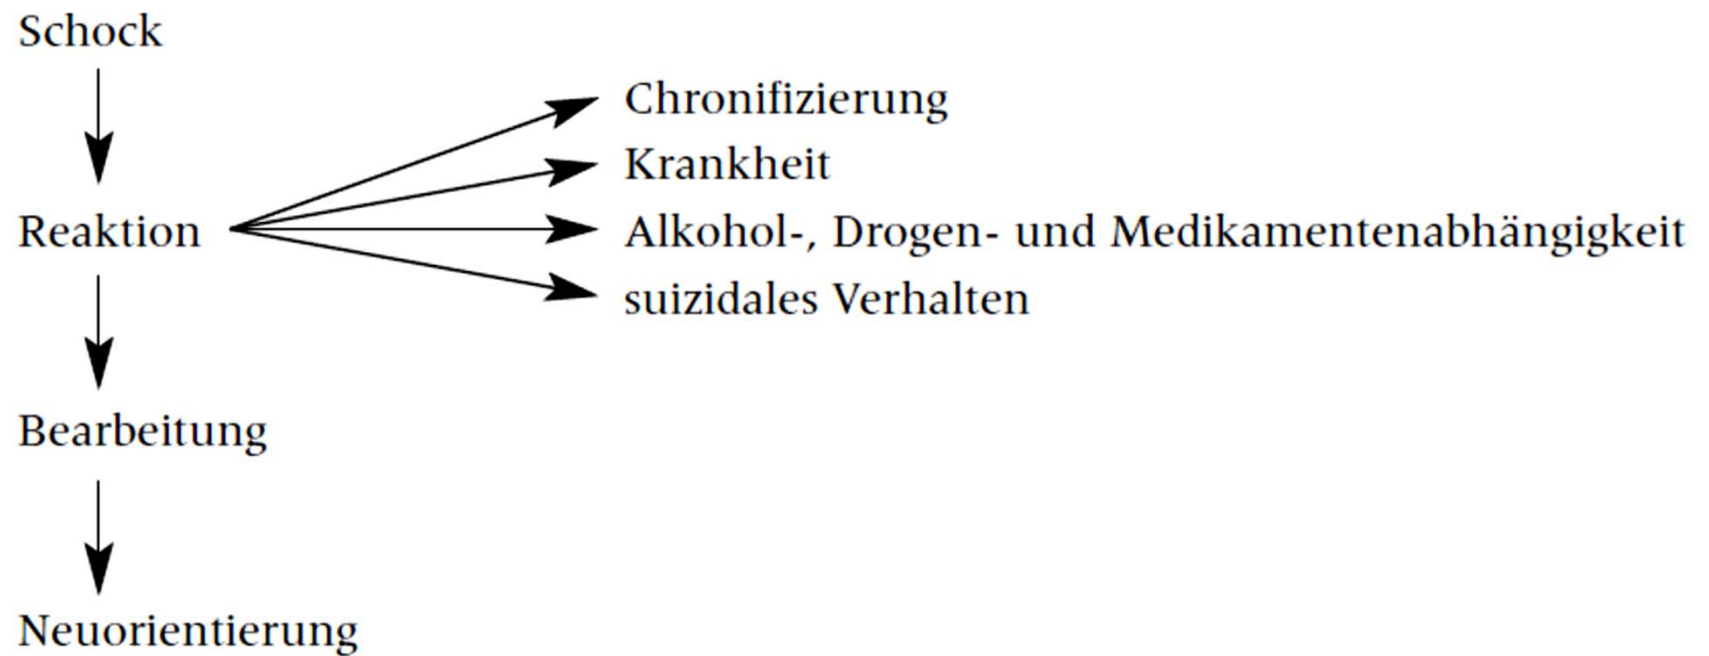 Schock
Chronifizierung
Krankheit
Reaktion
Alkohol-, Drogen- und Medikamentenabhängigkeit
suizidales Verhalten
Bearbeitung
Neuorientierung